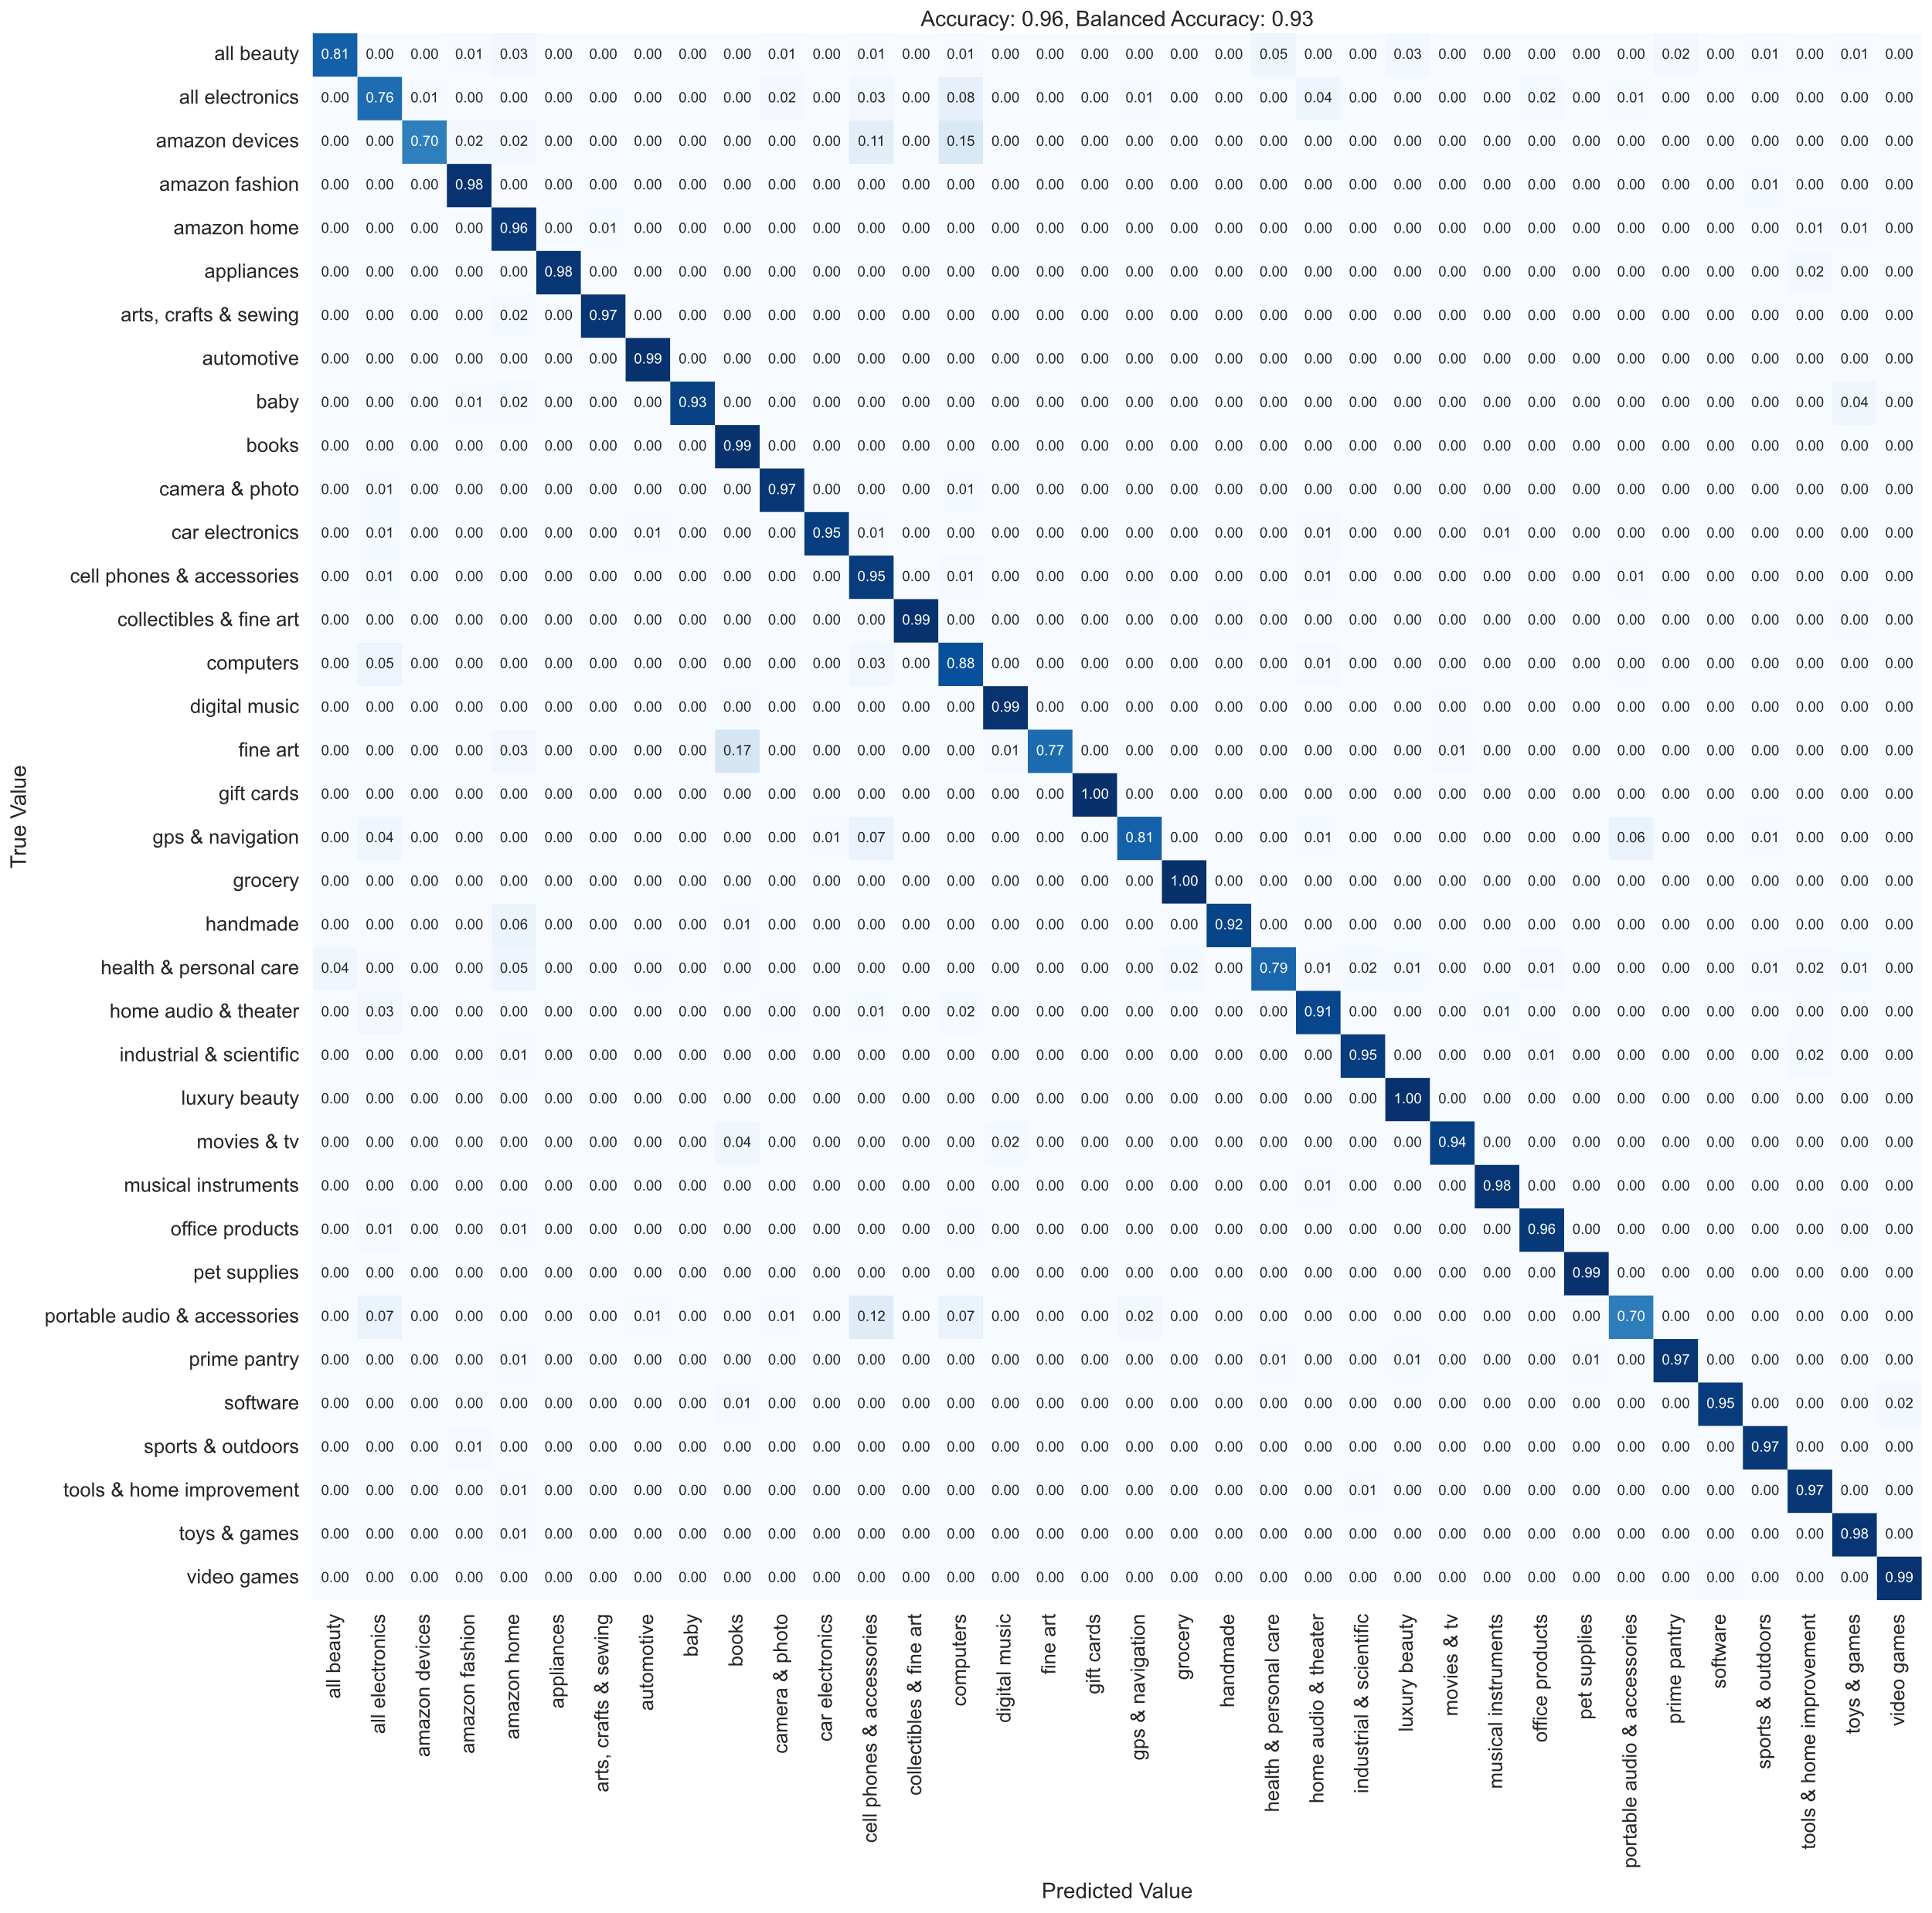 Accuracy: 0.96, Balanced Accuracy: 0.93
all beauty 0.81 0.00 0.00 0.01 0.03 0.00 0.00 0.00 0.00 0.00 0.01 0.00 0.01 0.00 0.01 0.00 0.00 0.00 0.00 0.00 0.00 0.05 0.00 0.00 0.03 0.00 0.00 0.00 0.00 0.00 0.02 0.00 0.01 0.00 0.01 0.00
all electronics 0.00 0.76 0.01 0.00 0.00 0.00 0.00 0.00 0.00 0.00 0.02 0.00 0.03 0.00 0.08 0.00 0.00 0.00 0.01 0.00 0.00 0.00 0.04 0.00 0.00 0.00 0.00 0.02 0.00 0.01 0.00 0.00 0.00 0.00 0.00 0.00
amazon devices 0.00 0.00 0.70 0.02 0.02 0.00 0.00 0.00 0.00 0.00 0.00 0.00 0.11 0.00 0.15 0.00 0.00 0.00 0.00 0.00 0.00 0.00 0.00 0.00 0.00 0.00 0.00 0.00 0.00 0.00 0.00 0.00 0.00 0.00 0.00 0.00
amazon fashion 0.00 0.00 0.00 0.98 0.00 0.00 0.00 0.00 0.00 0.00 0.00 0.00 0.00 0.00 0.00 0.00 0.00 0.00 0.00 0.00 0.00 0.00 0.00 0.00 0.00 0.00 0.00 0.00 0.00 0.00 0.00 0.00 0.01 0.00 0.00 0.00
amazon home 0.00 0.00 0.00 0.00 0.96 0.00 0.01 0.00 0.00 0.00 0.00 0.00 0.00 0.00 0.00 0.00 0.00 0.00 0.00 0.00 0.00 0.00 0.00 0.00 0.00 0.00 0.00 0.00 0.00 0.00 0.00 0.00 0.00 0.01 0.01 0.00
appliances 0.00 0.00 0.00 0.00 0.00 0.98 0.00 0.00 0.00 0.00 0.00 0.00 0.00 0.00 0.00 0.00 0.00 0.00 0.00 0.00 0.00 0.00 0.00 0.00 0.00 0.00 0.00 0.00 0.00 0.00 0.00 0.00 0.00 0.02 0.00 0.00
arts, crafts & sewing 0.00 0.00 0.00 0.00 0.02 0.00 0.97 0.00 0.00 0.00 0.00 0.00 0.00 0.00 0.00 0.00 0.00 0.00 0.00 0.00 0.00 0.00 0.00 0.00 0.00 0.00 0.00 0.00 0.00 0.00 0.00 0.00 0.00 0.00 0.00 0.00
automotive 0.00 0.00 0.00 0.00 0.00 0.00 0.00 0.99 0.00 0.00 0.00 0.00 0.00 0.00 0.00 0.00 0.00 0.00 0.00 0.00 0.00 0.00 0.00 0.00 0.00 0.00 0.00 0.00 0.00 0.00 0.00 0.00 0.00 0.00 0.00 0.00
baby 0.00 0.00 0.00 0.01 0.02 0.00 0.00 0.00 0.93 0.00 0.00 0.00 0.00 0.00 0.00 0.00 0.00 0.00 0.00 0.00 0.00 0.00 0.00 0.00 0.00 0.00 0.00 0.00 0.00 0.00 0.00 0.00 0.00 0.00 0.04 0.00
books 0.00 0.00 0.00 0.00 0.00 0.00 0.00 0.00 0.00 0.99 0.00 0.00 0.00 0.00 0.00 0.00 0.00 0.00 0.00 0.00 0.00 0.00 0.00 0.00 0.00 0.00 0.00 0.00 0.00 0.00 0.00 0.00 0.00 0.00 0.00 0.00
camera & photo 0.00 0.01 0.00 0.00 0.00 0.00 0.00 0.00 0.00 0.00 0.97 0.00 0.00 0.00 0.01 0.00 0.00 0.00 0.00 0.00 0.00 0.00 0.00 0.00 0.00 0.00 0.00 0.00 0.00 0.00 0.00 0.00 0.00 0.00 0.00 0.00
car electronics 0.00 0.01 0.00 0.00 0.00 0.00 0.00 0.01 0.00 0.00 0.00 0.95 0.01 0.00 0.00 0.00 0.00 0.00 0.00 0.00 0.00 0.00 0.01 0.00 0.00 0.00 0.01 0.00 0.00 0.00 0.00 0.00 0.00 0.00 0.00 0.00
cell phones & accessories 0.00 0.01 0.00 0.00 0.00 0.00 0.00 0.00 0.00 0.00 0.00 0.00 0.95 0.00 0.01 0.00 0.00 0.00 0.00 0.00 0.00 0.00 0.01 0.00 0.00 0.00 0.00 0.00 0.00 0.01 0.00 0.00 0.00 0.00 0.00 0.00
collectibles & fine art 0.00 0.00 0.00 0.00 0.00 0.00 0.00 0.00 0.00 0.00 0.00 0.00 0.00 0.99 0.00 0.00 0.00 0.00 0.00 0.00 0.00 0.00 0.00 0.00 0.00 0.00 0.00 0.00 0.00 0.00 0.00 0.00 0.00 0.00 0.00 0.00
computers 0.00 0.05 0.00 0.00 0.00 0.00 0.00 0.00 0.00 0.00 0.00 0.00 0.03 0.00 0.88 0.00 0.00 0.00 0.00 0.00 0.00 0.00 0.01 0.00 0.00 0.00 0.00 0.00 0.00 0.00 0.00 0.00 0.00 0.00 0.00 0.00
digital music 0.00 0.00 0.00 0.00 0.00 0.00 0.00 0.00 0.00 0.00 0.00 0.00 0.00 0.00 0.00 0.99 0.00 0.00 0.00 0.00 0.00 0.00 0.00 0.00 0.00 0.00 0.00 0.00 0.00 0.00 0.00 0.00 0.00 0.00 0.00 0.00
fine art 0.00 0.00 0.00 0.00 0.03 0.00 0.00 0.00 0.00 0.17 0.00 0.00 0.00 0.00 0.00 0.01 0.77 0.00 0.00 0.00 0.00 0.00 0.00 0.00 0.00 0.01 0.00 0.00 0.00 0.00 0.00 0.00 0.00 0.00 0.00 0.00
gift cards 0.00 0.00 0.00 0.00 0.00 0.00 0.00 0.00 0.00 0.00 0.00 0.00 0.00 0.00 0.00 0.00 0.00 1.00 0.00 0.00 0.00 0.00 0.00 0.00 0.00 0.00 0.00 0.00 0.00 0.00 0.00 0.00 0.00 0.00 0.00 0.00
gps & navigation 0.00 0.04 0.00 0.00 0.00 0.00 0.00 0.00 0.00 0.00 0.00 0.01 0.07 0.00 0.00 0.00 0.00 0.00 0.81 0.00 0.00 0.00 0.01 0.00 0.00 0.00 0.00 0.00 0.00 0.06 0.00 0.00 0.01 0.00 0.00 0.00
grocery 0.00 0.00 0.00 0.00 0.00 0.00 0.00 0.00 0.00 0.00 0.00 0.00 0.00 0.00 0.00 0.00 0.00 0.00 0.00 1.00 0.00 0.00 0.00 0.00 0.00 0.00 0.00 0.00 0.00 0.00 0.00 0.00 0.00 0.00 0.00 0.00
handmade 0.00 0.00 0.00 0.00 0.06 0.00 0.00 0.00 0.00 0.01 0.00 0.00 0.00 0.00 0.00 0.00 0.00 0.00 0.00 0.00 0.92 0.00 0.00 0.00 0.00 0.00 0.00 0.00 0.00 0.00 0.00 0.00 0.00 0.00 0.00 0.00
health & personal care 0.04 0.00 0.00 0.00 0.05 0.00 0.00 0.00 0.00 0.00 0.00 0.00 0.00 0.00 0.00 0.00 0.00 0.00 0.00 0.02 0.00 0.79 0.01 0.02 0.01 0.00 0.00 0.01 0.00 0.00 0.00 0.00 0.01 0.02 0.01 0.00
home audio & theater 0.00 0.03 0.00 0.00 0.00 0.00 0.00 0.00 0.00 0.00 0.00 0.00 0.01 0.00 0.02 0.00 0.00 0.00 0.00 0.00 0.00 0.00 0.91 0.00 0.00 0.00 0.01 0.00 0.00 0.00 0.00 0.00 0.00 0.00 0.00 0.00
industrial & scientific 0.00 0.00 0.00 0.00 0.01 0.00 0.00 0.00 0.00 0.00 0.00 0.00 0.00 0.00 0.00 0.00 0.00 0.00 0.00 0.00 0.00 0.00 0.00 0.95 0.00 0.00 0.00 0.01 0.00 0.00 0.00 0.00 0.00 0.02 0.00 0.00
luxury beauty 0.00 0.00 0.00 0.00 0.00 0.00 0.00 0.00 0.00 0.00 0.00 0.00 0.00 0.00 0.00 0.00 0.00 0.00 0.00 0.00 0.00 0.00 0.00 0.00 1.00 0.00 0.00 0.00 0.00 0.00 0.00 0.00 0.00 0.00 0.00 0.00
movies & tv 0.00 0.00 0.00 0.00 0.00 0.00 0.00 0.00 0.00 0.04 0.00 0.00 0.00 0.00 0.00 0.02 0.00 0.00 0.00 0.00 0.00 0.00 0.00 0.00 0.00 0.94 0.00 0.00 0.00 0.00 0.00 0.00 0.00 0.00 0.00 0.00
musical instruments 0.00 0.00 0.00 0.00 0.00 0.00 0.00 0.00 0.00 0.00 0.00 0.00 0.00 0.00 0.00 0.00 0.00 0.00 0.00 0.00 0.00 0.00 0.01 0.00 0.00 0.00 0.98 0.00 0.00 0.00 0.00 0.00 0.00 0.00 0.00 0.00
office products 0.00 0.01 0.00 0.00 0.01 0.00 0.00 0.00 0.00 0.00 0.00 0.00 0.00 0.00 0.00 0.00 0.00 0.00 0.00 0.00 0.00 0.00 0.00 0.00 0.00 0.00 0.00 0.96 0.00 0.00 0.00 0.00 0.00 0.00 0.00 0.00
pet supplies 0.00 0.00 0.00 0.00 0.00 0.00 0.00 0.00 0.00 0.00 0.00 0.00 0.00 0.00 0.00 0.00 0.00 0.00 0.00 0.00 0.00 0.00 0.00 0.00 0.00 0.00 0.00 0.00 0.99 0.00 0.00 0.00 0.00 0.00 0.00 0.00
portable audio & accessories 0.00 0.07 0.00 0.00 0.00 0.00 0.00 0.01 0.00 0.00 0.01 0.00 0.12 0.00 0.07 0.00 0.00 0.00 0.02 0.00 0.00 0.00 0.00 0.00 0.00 0.00 0.00 0.00 0.00 0.70 0.00 0.00 0.00 0.00 0.00 0.00
prime pantry 0.00 0.00 0.00 0.00 0.01 0.00 0.00 0.00 0.00 0.00 0.00 0.00 0.00 0.00 0.00 0.00 0.00 0.00 0.00 0.00 0.00 0.01 0.00 0.00 0.01 0.00 0.00 0.00 0.01 0.00 0.97 0.00 0.00 0.00 0.00 0.00
software 0.00 0.00 0.00 0.00 0.00 0.00 0.00 0.00 0.00 0.01 0.00 0.00 0.00 0.00 0.00 0.00 0.00 0.00 0.00 0.00 0.00 0.00 0.00 0.00 0.00 0.00 0.00 0.00 0.00 0.00 0.00 0.95 0.00 0.00 0.00 0.02
sports & outdoors 0.00 0.00 0.00 0.01 0.00 0.00 0.00 0.00 0.00 0.00 0.00 0.00 0.00 0.00 0.00 0.00 0.00 0.00 0.00 0.00 0.00 0.00 0.00 0.00 0.00 0.00 0.00 0.00 0.00 0.00 0.00 0.00 0.97 0.00 0.00 0.00
tools & home improvement 0.00 0.00 0.00 0.00 0.01 0.00 0.00 0.00 0.00 0.00 0.00 0.00 0.00 0.00 0.00 0.00 0.00 0.00 0.00 0.00 0.00 0.00 0.00 0.01 0.00 0.00 0.00 0.00 0.00 0.00 0.00 0.00 0.00 0.97 0.00 0.00
toys & games 0.00 0.00 0.00 0.00 0.01 0.00 0.00 0.00 0.00 0.00 0.00 0.00 0.00 0.00 0.00 0.00 0.00 0.00 0.00 0.00 0.00 0.00 0.00 0.00 0.00 0.00 0.00 0.00 0.00 0.00 0.00 0.00 0.00 0.00 0.98 0.00
video games 0.00 0.00 0.00 0.00 0.00 0.00 0.00 0.00 0.00 0.00 0.00 0.00 0.00 0.00 0.00 0.00 0.00 0.00 0.00 0.00 0.00 0.00 0.00 0.00 0.00 0.00 0.00 0.00 0.00 0.00 0.00 0.00 0.00 0.00 0.00 0.99
True Value
all beauty
all electronics
amazon devices
amazon fashion
amazon home
appliances
arts, crafts & sewing
automotive
baby
books
camera & photo
car electronics
cell phones & accessories
collectibles & fine art
computers
digital music
fine art
gift cards
gps & navigation
grocery
handmade
health & personal care
home audio & theater
industrial & scientific
luxury beauty
movies & tv
musical instruments
office products
pet supplies
portable audio & accessories
prime pantry
software
sports & outdoors
tools & home improvement
toys & games
video games
Predicted Value